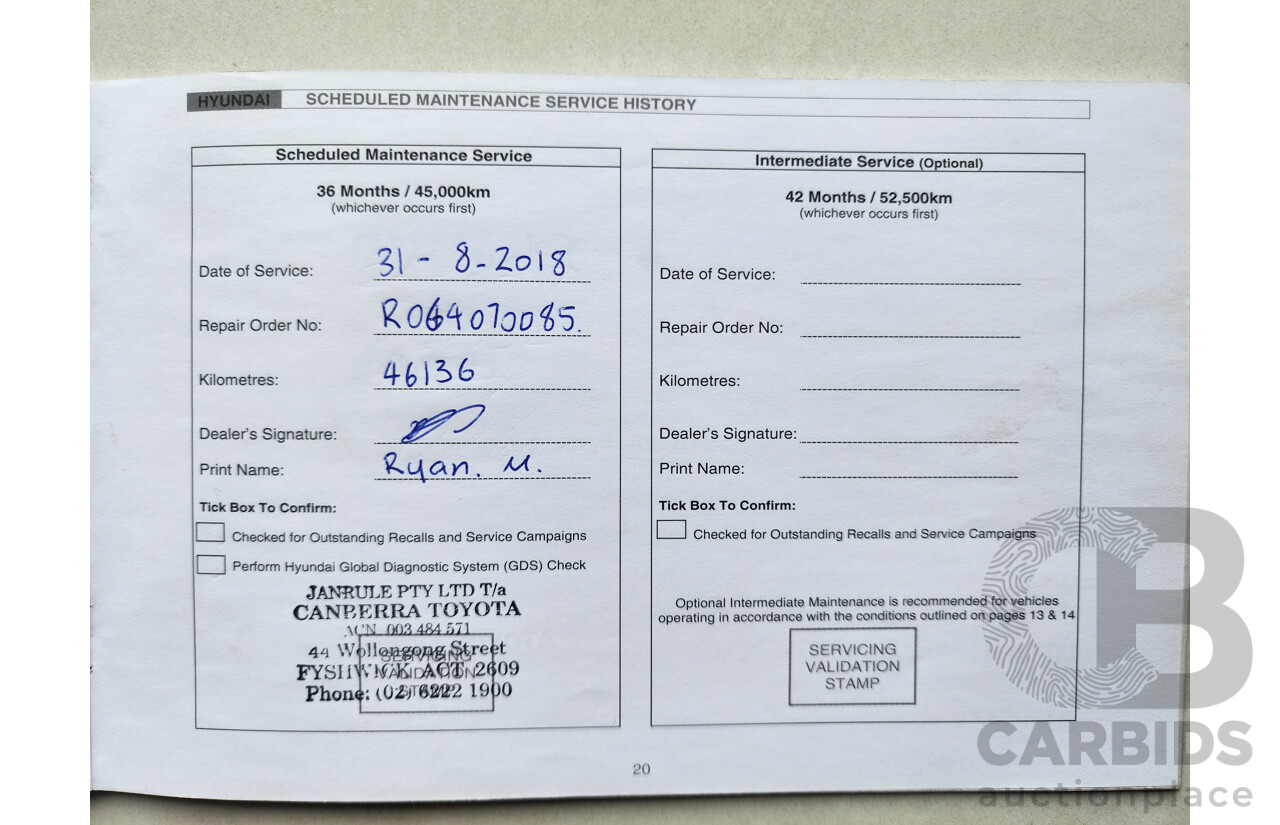 HYUNDAI SCHEDULED MAINTENANCE SERVICE HISTORY
Scheduled Maintenance Service
36 Months / 45,000km
(whichever occurs first)
Date of Service: 31 - 8 - 2018
Repair Order No: R064070085.
Kilometres: 46136
Dealer's Signature:
Print Name: Ryan. M.
Tick Box To Confirm:
Checked for Outstanding Recalls and Service Campaigns
Perform Hyundai Global Diagnostic System (GDS) Check
JANRULE PTY LTD T/a
CANBERRA TOYOTA
ACN 003 484 571
44 Wollongong Street
FYSHWICK ACT 2609
Phone: (02) 6222 1900
SERVICING
VALIDATION
STAMP
Intermediate Service (Optional)
42 Months / 52,500km
(whichever occurs first)
Date of Service:
Repair Order No:
Kilometres:
Dealer's Signature:
Print Name:
Tick Box To Confirm:
Checked for Outstanding Recalls and Service Campaigns
Optional Intermediate Maintenance is recommended for vehicles
operating in accordance with the conditions outlined on pages 13 & 14
SERVICING
VALIDATION
STAMP
20
CARBIDS
auctionplace